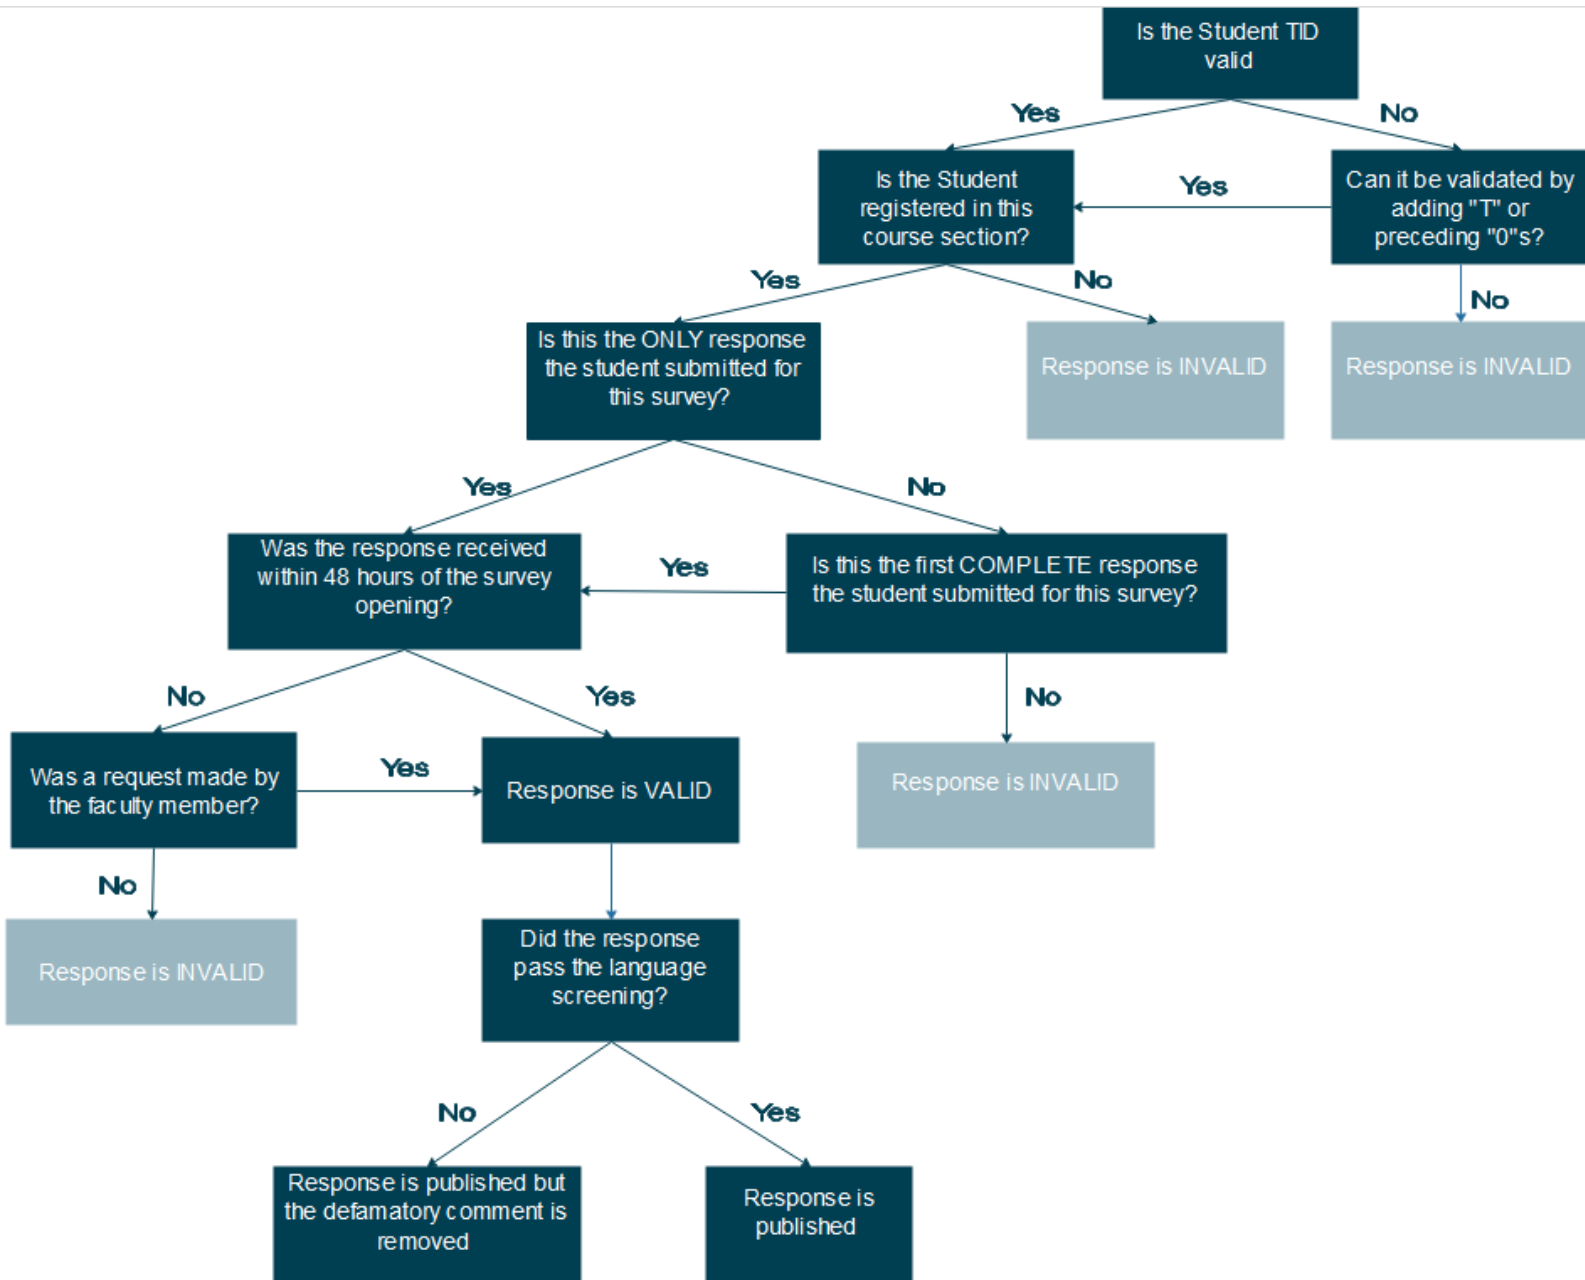 Is the Student TID
valid
Yes
No
Is the Student
registered in this
course section?
Yes
Can it be validated by
adding "T" or
preceding "0"s?
Yes
No
No
Is this the ONLY response
the student submitted for
this survey?
Response is INVALID
Response is INVALID
Yes
No
Was the response received
within 48 hours of the survey
opening?
Yes
Is this the first COMPLETE response
the student submitted for this survey?
No
Yes
No
Was a request made by
the faculty member?
Yes
Response is VALID
Response is INVALID
No
Response is INVALID
Did the response
pass the language
screening?
No
Yes
Response is published but
the defamatory comment is
removed
Response is
published